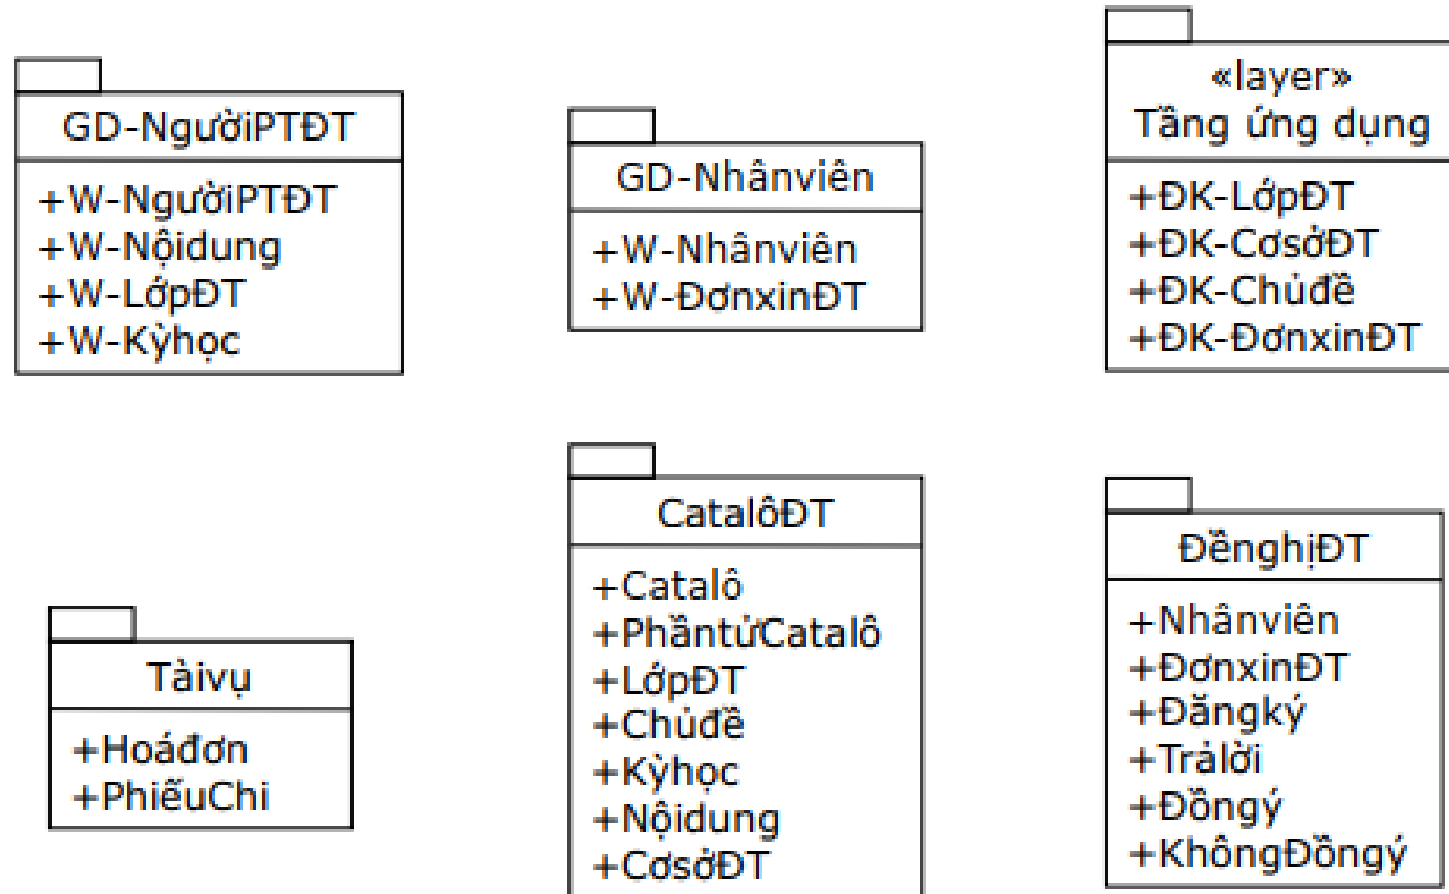 GD-NgườiPTĐT
+W-NgườiPTĐT
+W-Nộidung
+W-LớpĐT
+W-Kỳhọc
GD-Nhânviên
+W-Nhânviên
+W-ĐơnxinĐT
«layer»
Tầng ứng dụng
+ĐK-LớpĐT
+ĐK-CơsởĐT
+ĐK-Chủđề
+ĐK-ĐơnxinĐT
Tàivụ
+Hoáđơn
+PhiếuChi
CatalôĐT
+Catalô
+PhầntửCatalô
+LớpĐT
+Chủđề
+Kỳhọc
+Nộidung
+CơsởĐT
ĐềnghịĐT
+Nhânviên
+ĐơnxinĐT
+Đăngký
+Trảlời
+Đồngý
+KhôngĐồngý